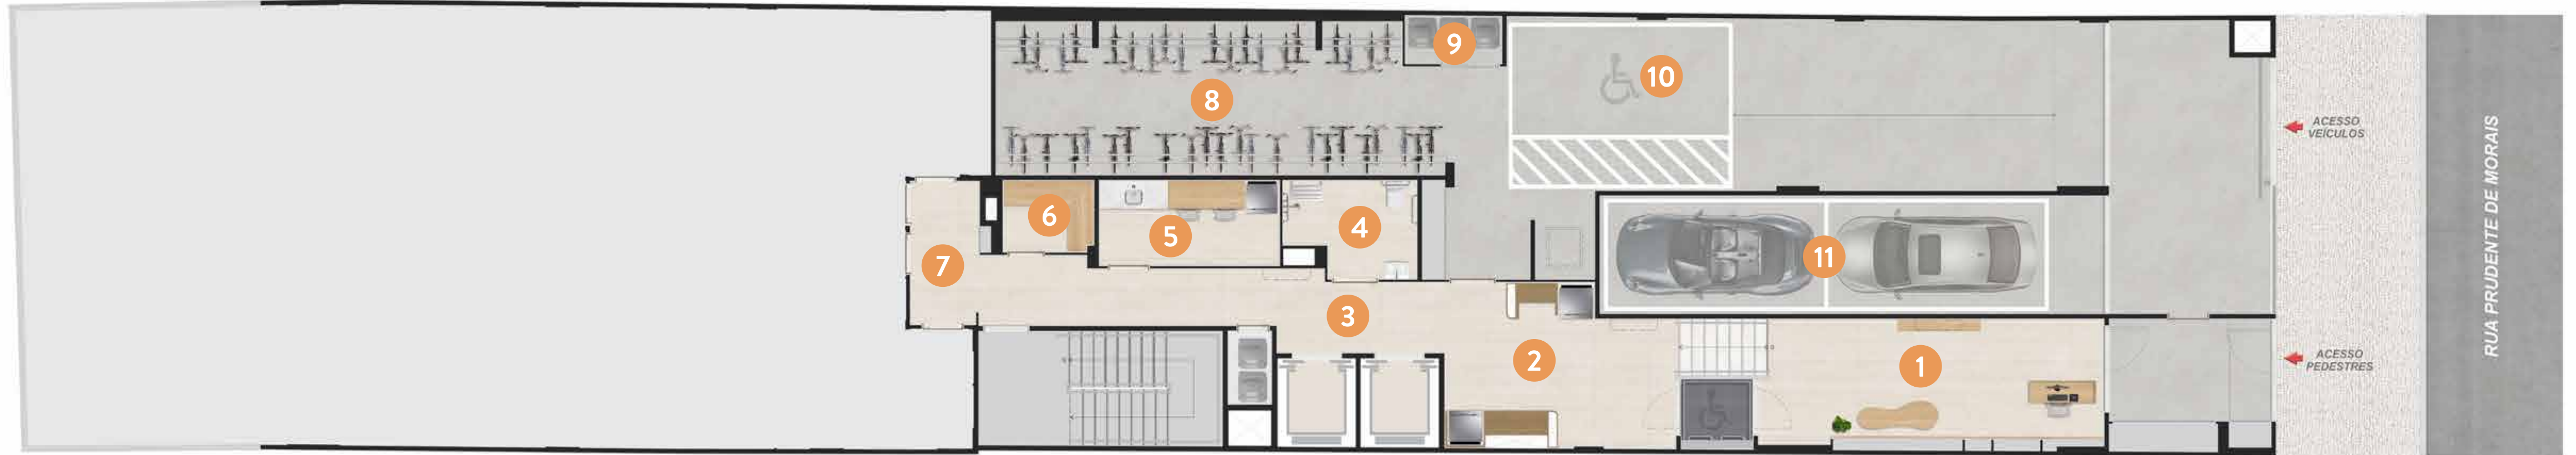 9
10
8
ACESSO
VEÍCULOS
RUA PRUDENTE DE MORAIS
6
5
4
7
11
3
2
1
ACESSO
PEDESTRES